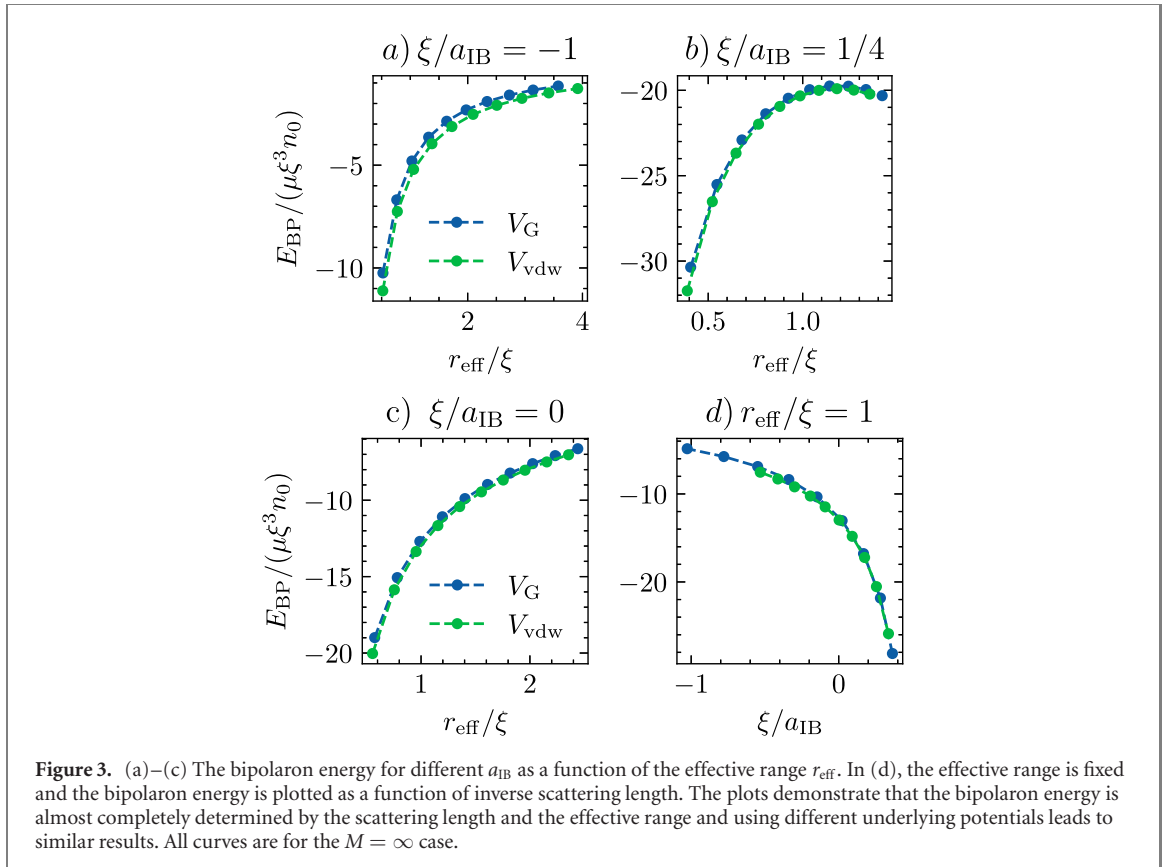 a) ξ/a_IB = −1
b) ξ/a_IB = 1/4
E_BP/(μξ³n₀)
−5
−10
V_G
V_vdw
2
4
r_eff/ξ
−20
−25
−30
0.5
1.0
r_eff/ξ
c) ξ/a_IB = 0
d) r_eff/ξ = 1
E_BP/(μξ³n₀)
−10
−15
−20
V_G
V_vdw
1
2
r_eff/ξ
−10
−20
−1
0
ξ/a_IB
Figure 3. (a)–(c) The bipolaron energy for different a_IB as a function of the effective range r_eff. In (d), the effective range is fixed
and the bipolaron energy is plotted as a function of inverse scattering length. The plots demonstrate that the bipolaron energy is
almost completely determined by the scattering length and the effective range and using different underlying potentials leads to
similar results. All curves are for the M = ∞ case.